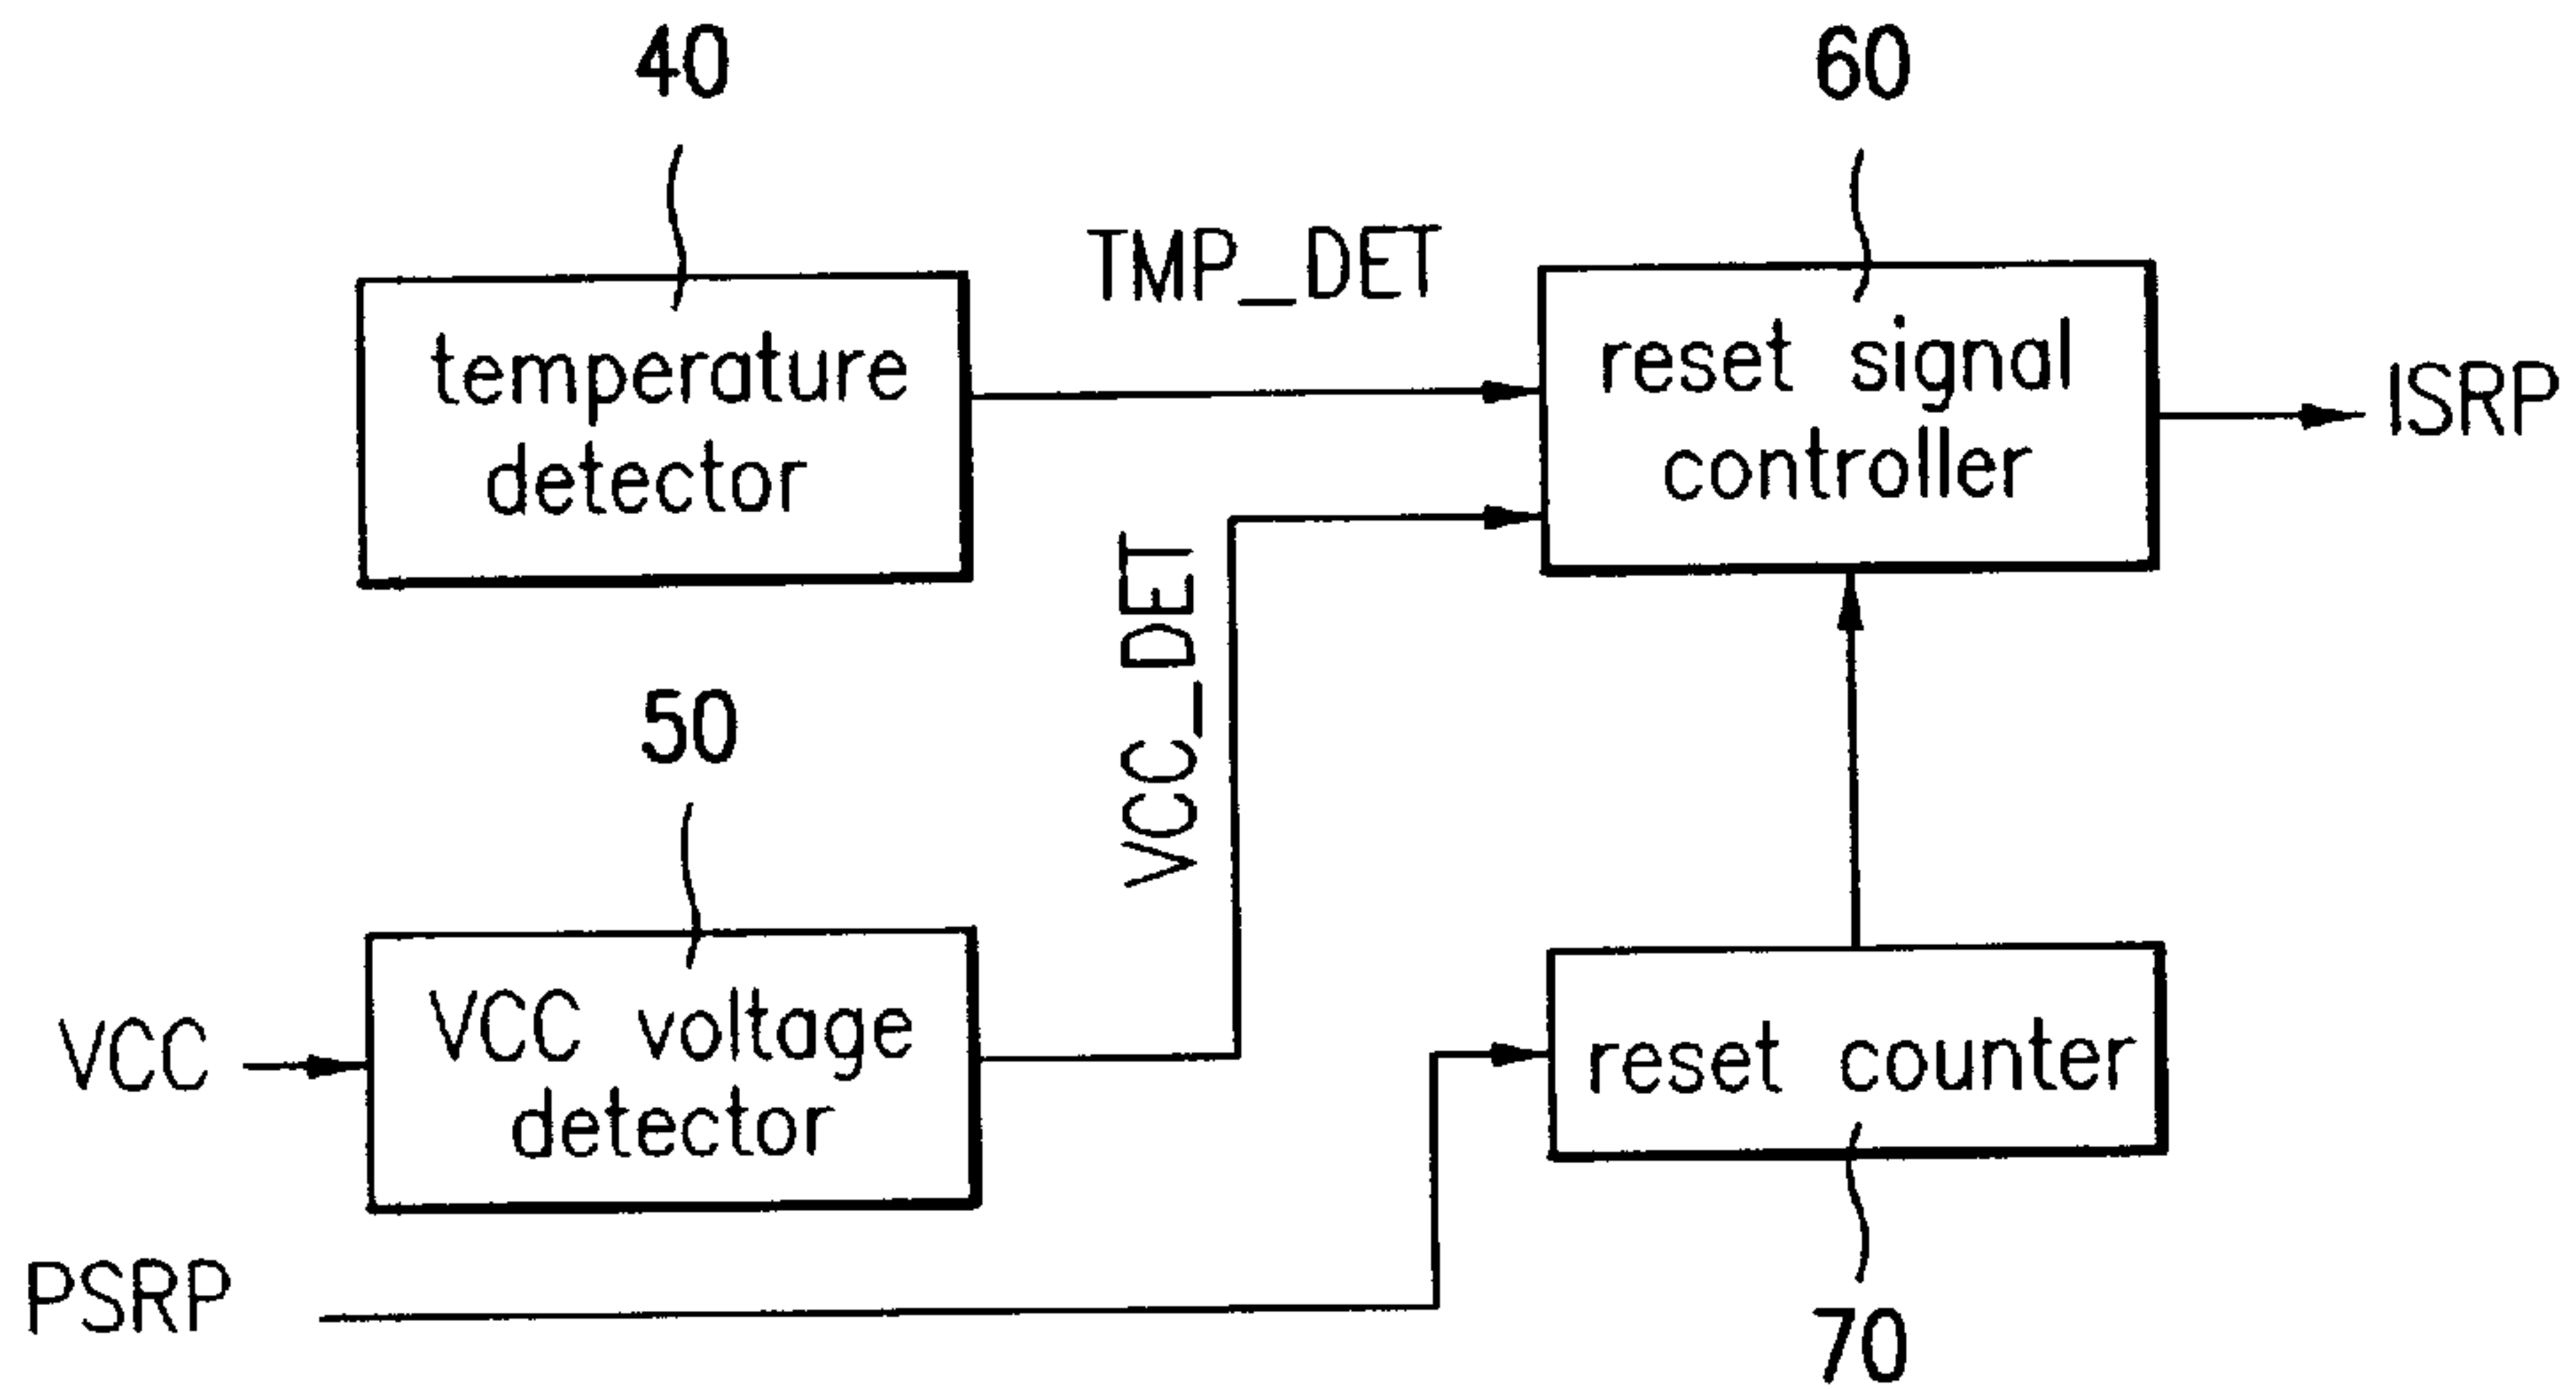 40
60
TMP_DET
temperature
detector
reset signal
controller
ISRP
VCC_DET
50
VCC
VCC voltage
detector
reset counter
PSRP
70